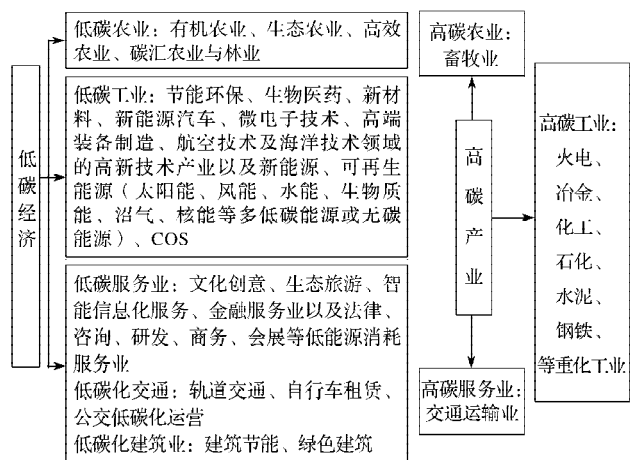 低碳经济
低碳农业：有机农业、生态农业、高效
农业、碳汇农业与林业
低碳工业：节能环保、生物医药、新材
料、新能源汽车、微电子技术、高端
装备制造、航空技术及海洋技术领域
的高新技术产业以及新能源、可再生
能源（太阳能、风能、水能、生物质
能、沼气、核能等多低碳能源或无碳
能源）、COS
低碳服务业：文化创意、生态旅游、智
能信息化服务、金融服务业以及法律、
咨询、研发、商务、会展等低能源消耗
服务业
低碳化交通：轨道交通、自行车租赁、
公交低碳化运营
低碳化建筑业：建筑节能、绿色建筑
高碳产业
高碳农业：
畜牧业
高碳工业：
火电、
冶金、
化工、
石化、
水泥、
钢铁、
等重化工业
高碳服务业：
交通运输业